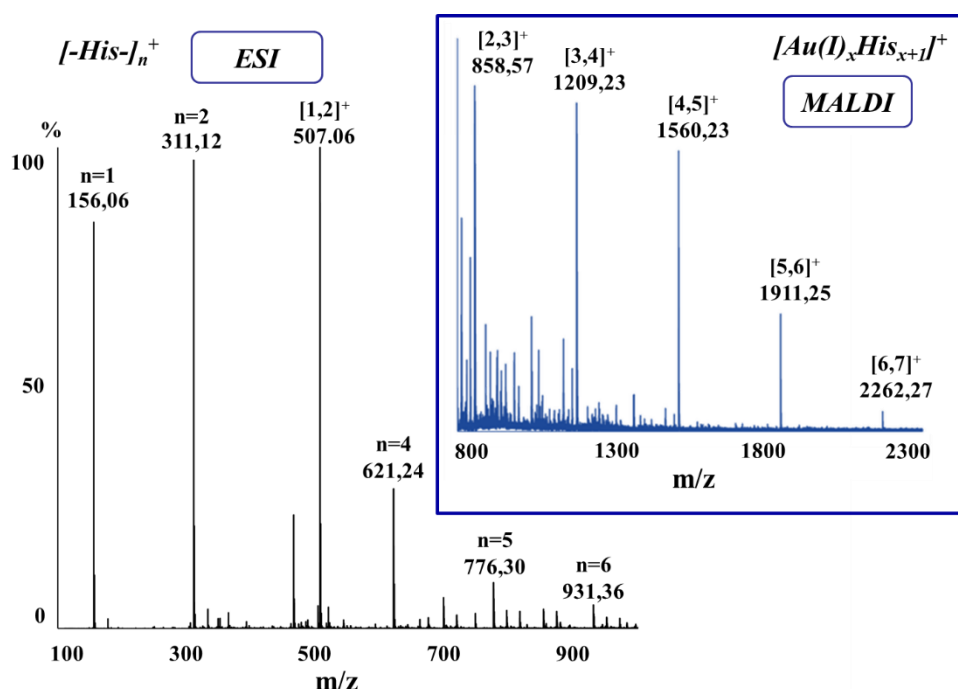 [-His-]n+
ESI
%
100
50
0
n=1
156,06
n=2
311,12
[1,2]+
507.06
n=4
621,24
n=5
776,30
n=6
931,36
100 300 500 700 900
m/z
[Au(I)xHisx+1]+
MALDI
[2,3]+
858,57
[3,4]+
1209,23
[4,5]+
1560,23
[5,6]+
1911,25
[6,7]+
2262,27
800 1300 1800 2300
m/z